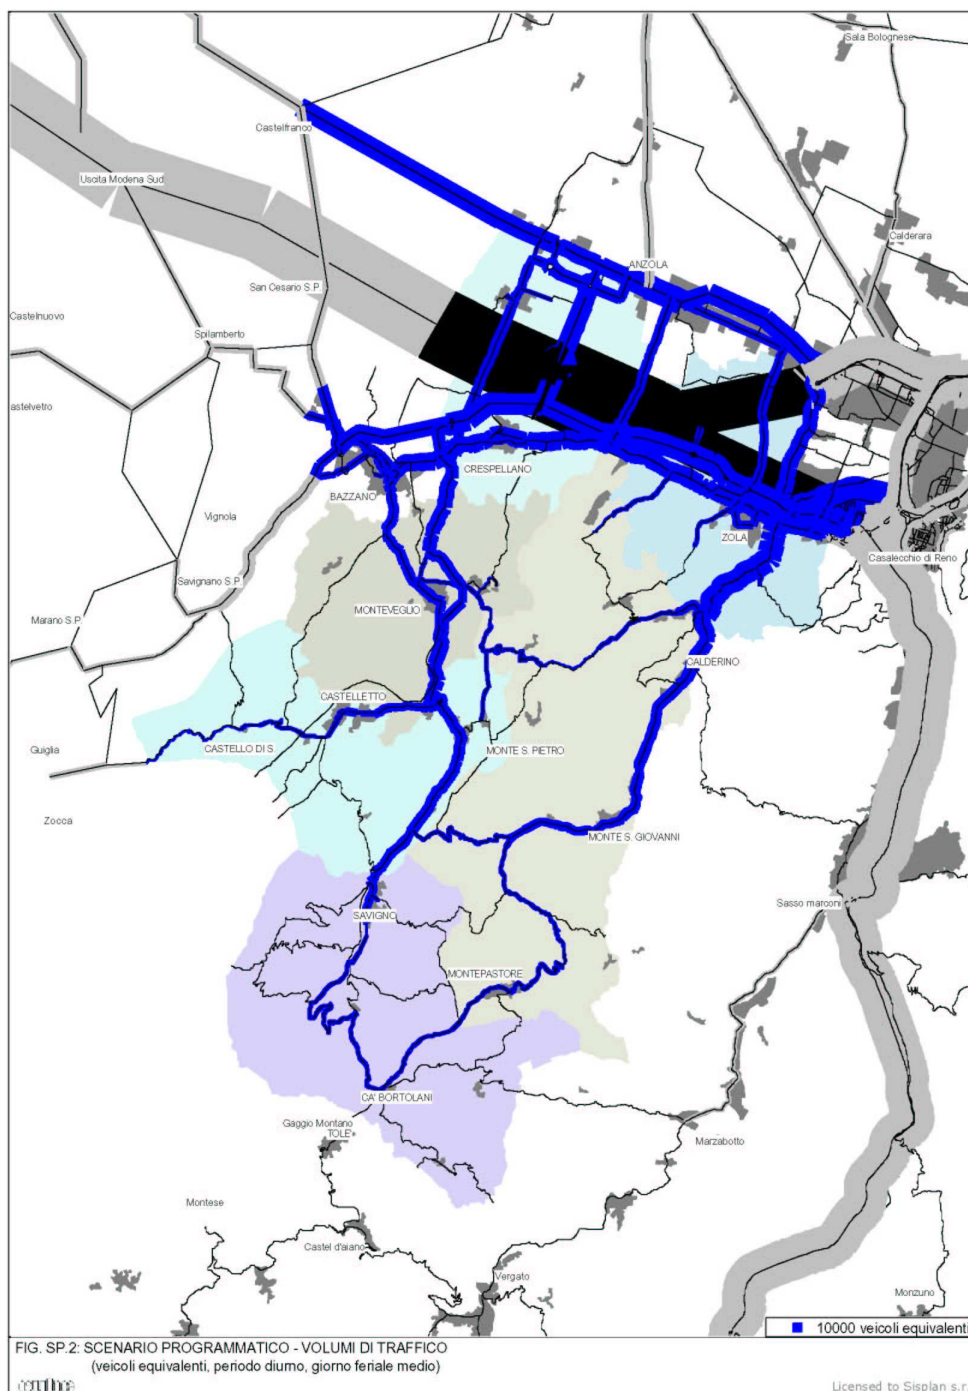 Sala Bolognese
Castelfranco
Uscita Modena Sud
Calderara
ANZOLA
San Cesario S.P.
Castelnuovo
Spilamberto
astelvetro
CRESPELLANO
BAZZANO
Vignola
ZOLA
Casalecchio di Reno
Savignano S.P.
MONTEVEGLIO
Marano S.P.
CALDERINO
CASTELLETTO
Guiglia
CASTELLO DI S.
MONTE S. PIETRO
Zocca
MONTE S. GIOVANNI
Sasso marconi
SAVIGNO
MONTEPASTORE
CA' BORTOLANI
Gaggio Montano
TOLE'
Marzabotto
Montese
Castel d'aiano
Vergato
Monzuno
10000 veicoli equivalenti
FIG. SP.2: SCENARIO PROGRAMMATICO - VOLUMI DI TRAFFICO
(veicoli equivalenti, periodo diurno, giorno feriale medio)
Licensed to Sisplan s.r.